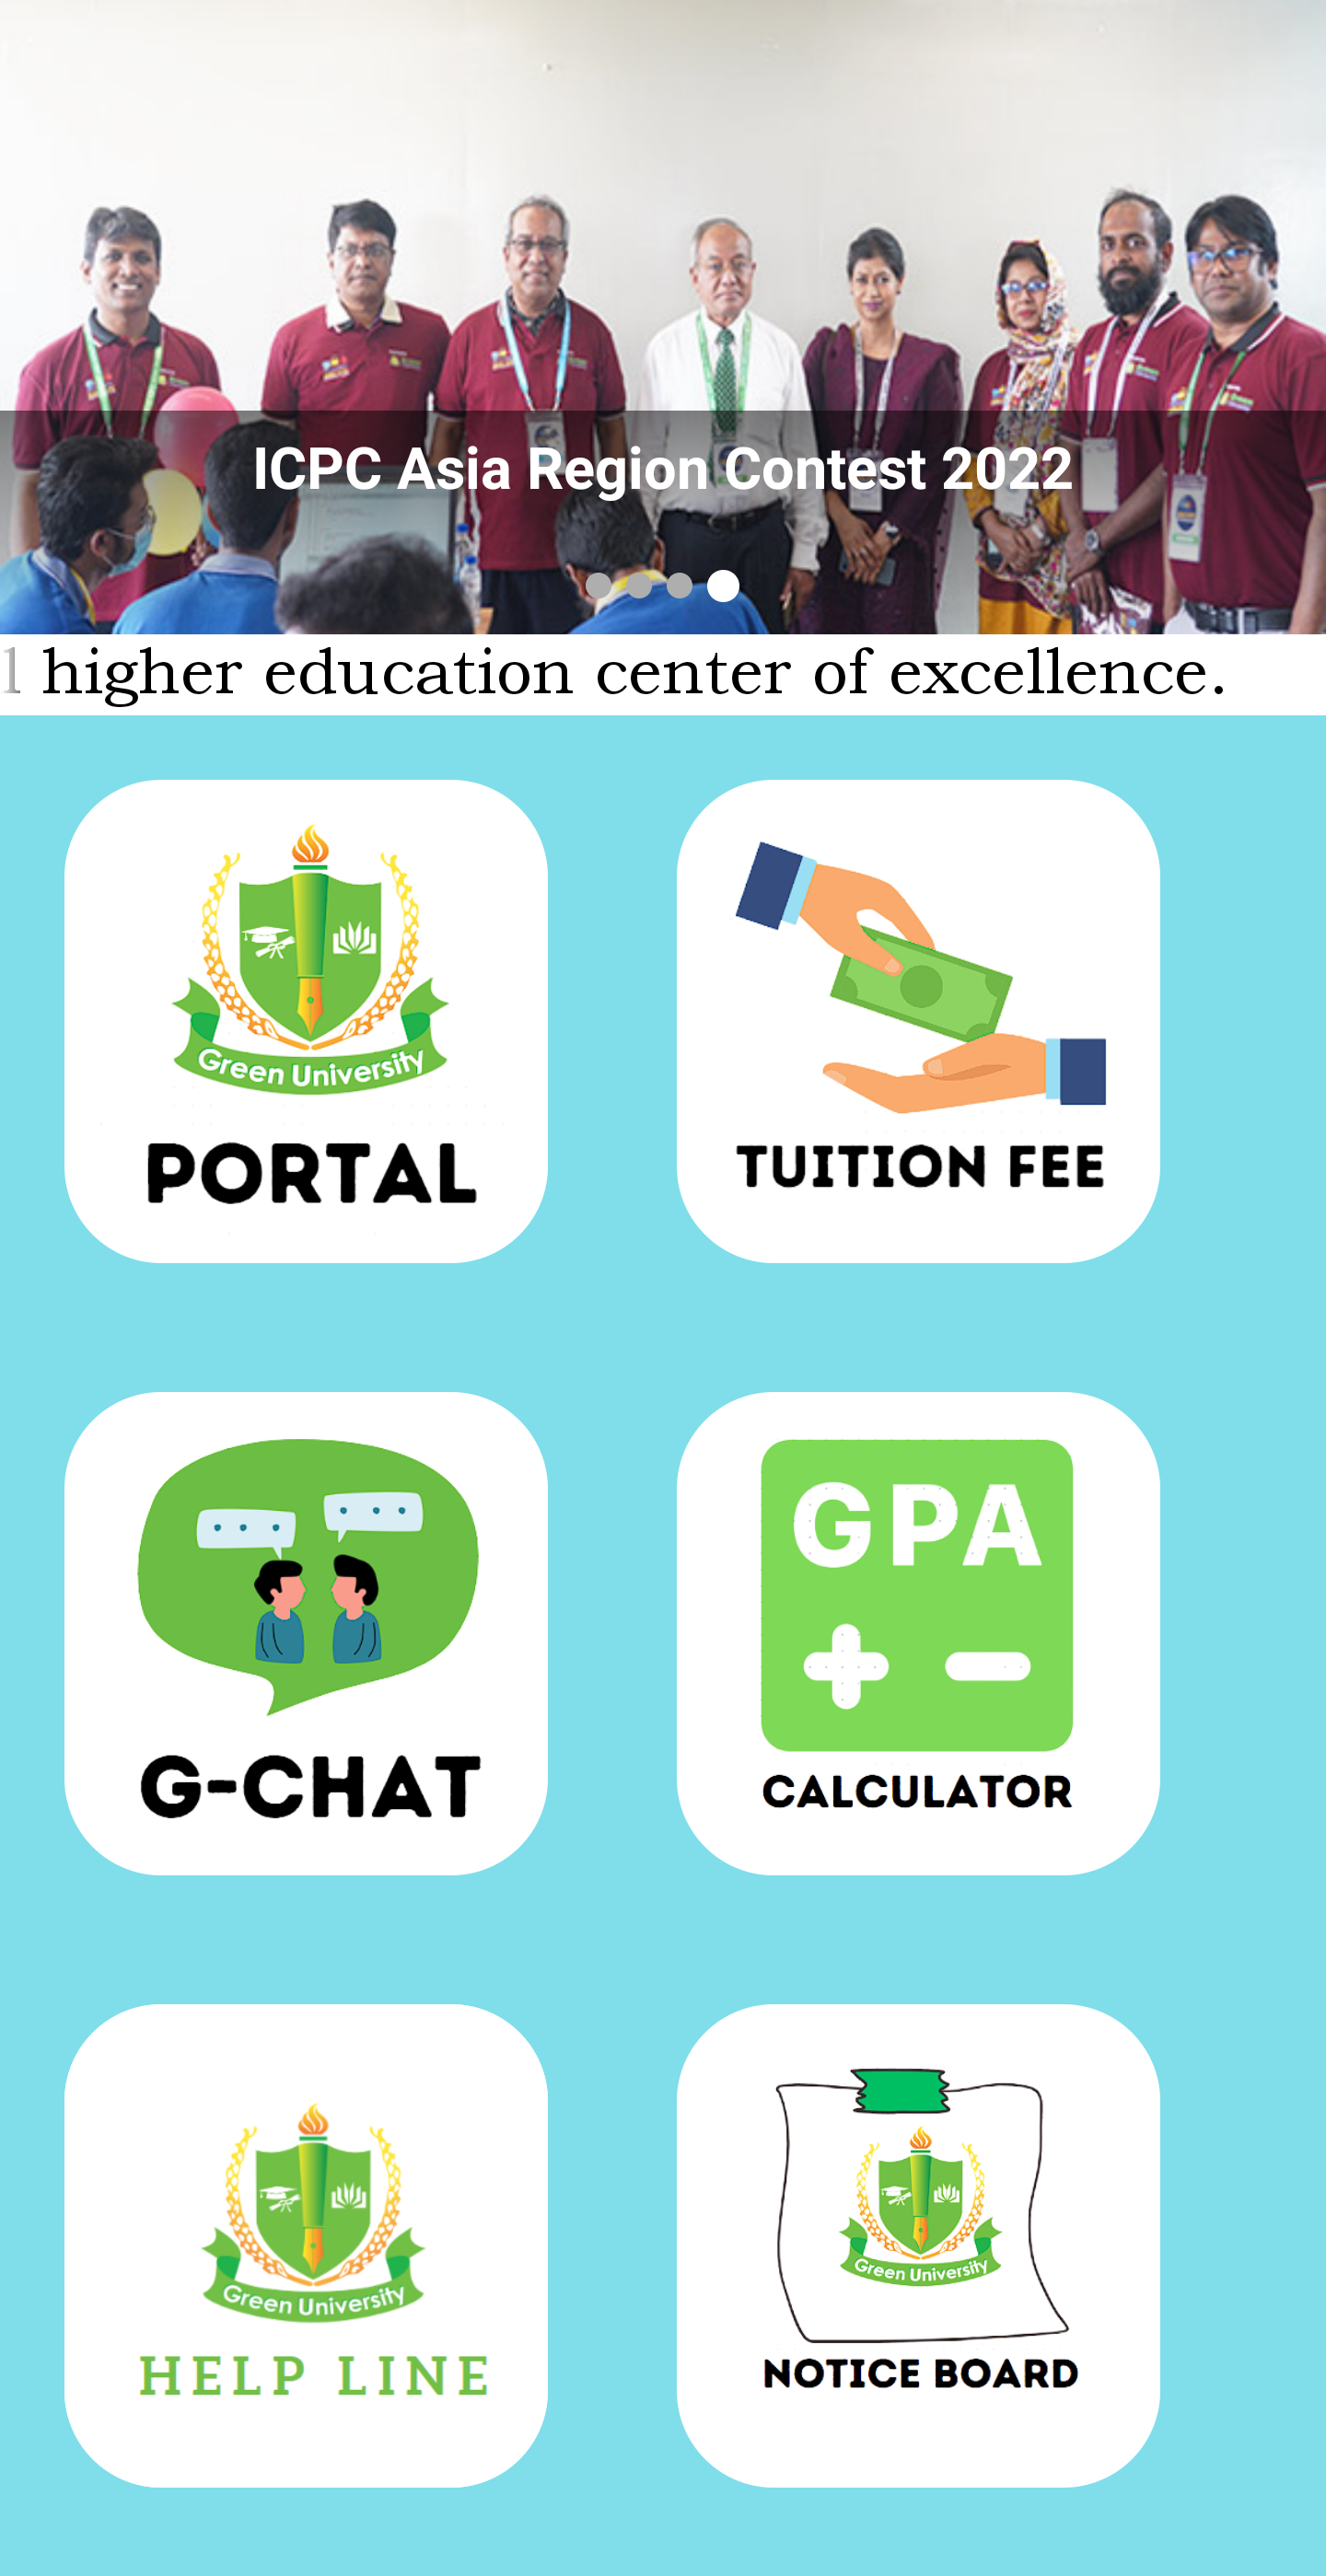 ICPC Asia Region Contest 2022
l higher education center of excellence.
Green University
PORTAL
TUITION FEE
G-CHAT
GPA
CALCULATOR
Green University
HELP LINE
Green University
NOTICE BOARD